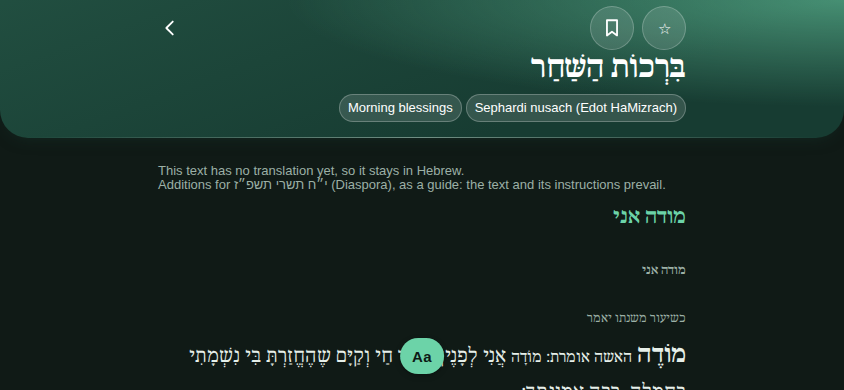 ☆
בִּרְכוֹת הַשַּׁחַר
Morning blessings
Sephardi nusach (Edot HaMizrach)
This text has no translation yet, so it stays in Hebrew.
Additions for י״ח תשרי תשפ״ז (Diaspora), as a guide: the text and its instructions prevail.
מודה אני
מודה אני
כשיעור משנתו יאמר
מוֹדֶה האשה אומרת: מוֹדָה אֲנִי לְפָנֶי חַי וְקַיָּם שֶׁהֶחֱזַרְתָּ בִּי נִשְׁמָתִי
Aa